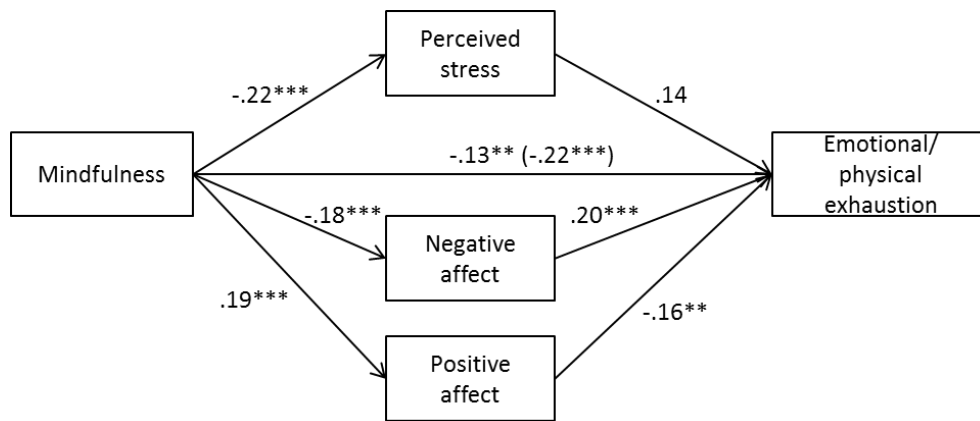 Perceived
stress
-.22***
.14
Mindfulness
-.13** (-.22***)
Emotional/
physical
exhaustion
-.18***
.20***
Negative
affect
.19***
-.16**
Positive
affect